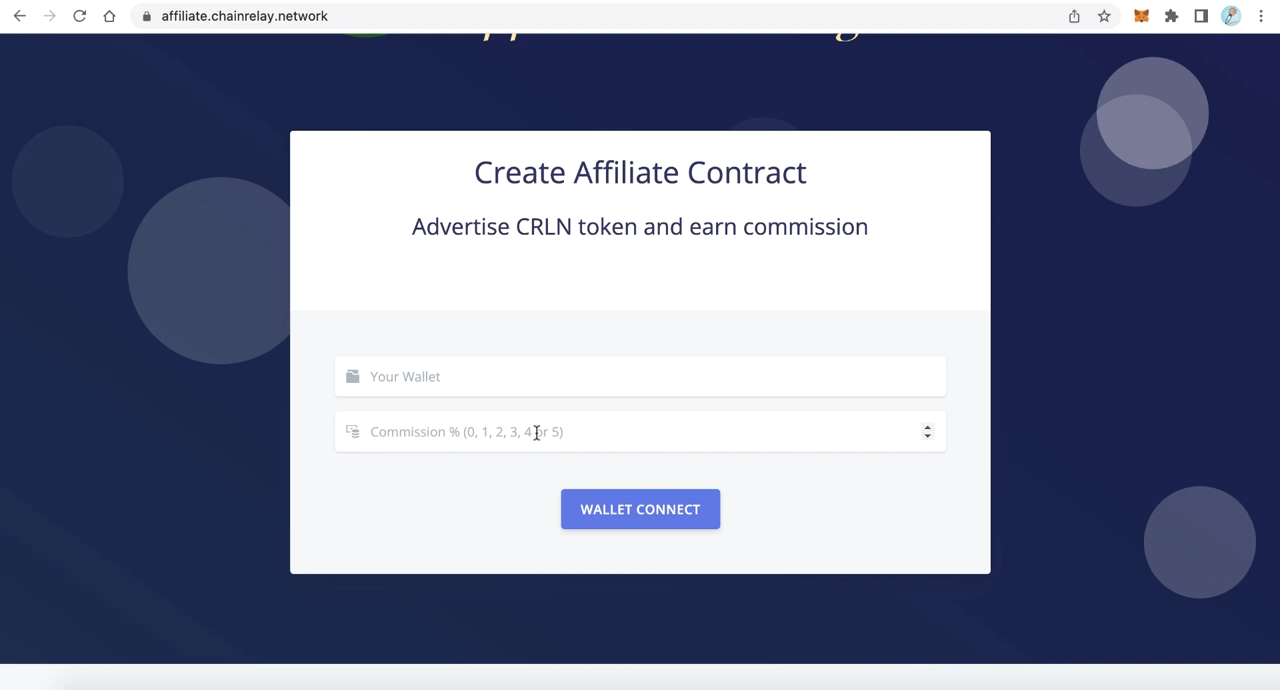 affiliate.chainrelay.network
Create Affiliate Contract
Advertise CRLN token and earn commission
Your Wallet
Commission % (0, 1, 2, 3, 4 or 5)
WALLET CONNECT